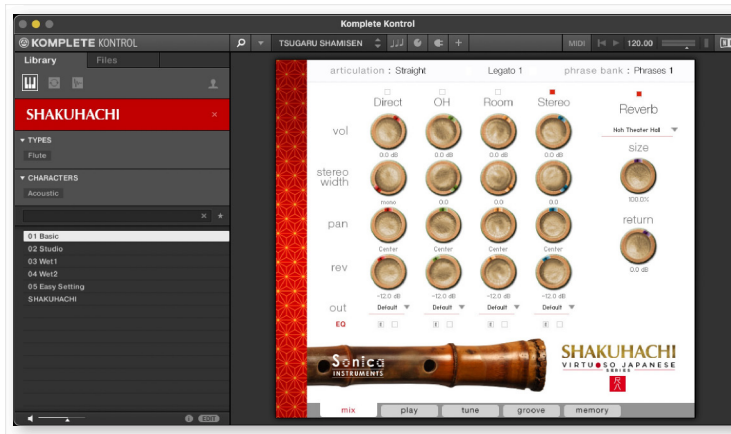 Komplete Kontrol
KOMPLETE KONTROL
TSUGARU SHAMISEN
MIDI
120.00
Library
Files
SHAKUHACHI
×
TYPES
Flute
CHARACTERS
Acoustic
01 Basic
02 Studio
03 Wet1
04 Wet2
05 Easy Setting
SHAKUHACHI
EDIT
articulation : Straight Legato 1 phrase bank : Phrases 1
Direct OH Room Stereo Reverb
Noh Theater Hall
vol
0.0 dB 0.0 dB 0.0 dB 0.0 dB
size
100.0%
stereo
width
mono 0.0 0.0 0.0
return
0.0 dB
pan
Center Center Center Center
rev
-12.0 dB -12.0 dB -12.0 dB -12.0 dB
out Default Default Default Default
EQ
Sonica
INSTRUMENTS
SHAKUHACHI
VIRTUOSO JAPANESE
SERIES
尺八
mix play tune groove memory